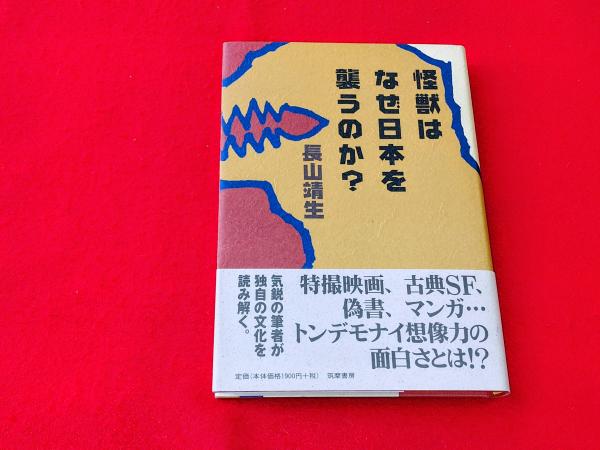 怪獣は
なぜ日本を
襲うのか?
長山靖生
特撮映画、古典SF、
偽書、マンガ…
トンデモナイ想像力の
面白さとは!?
気鋭の筆者が
独自の文化を
読み解く。
定価(本体価格1900円+税) 筑摩書房